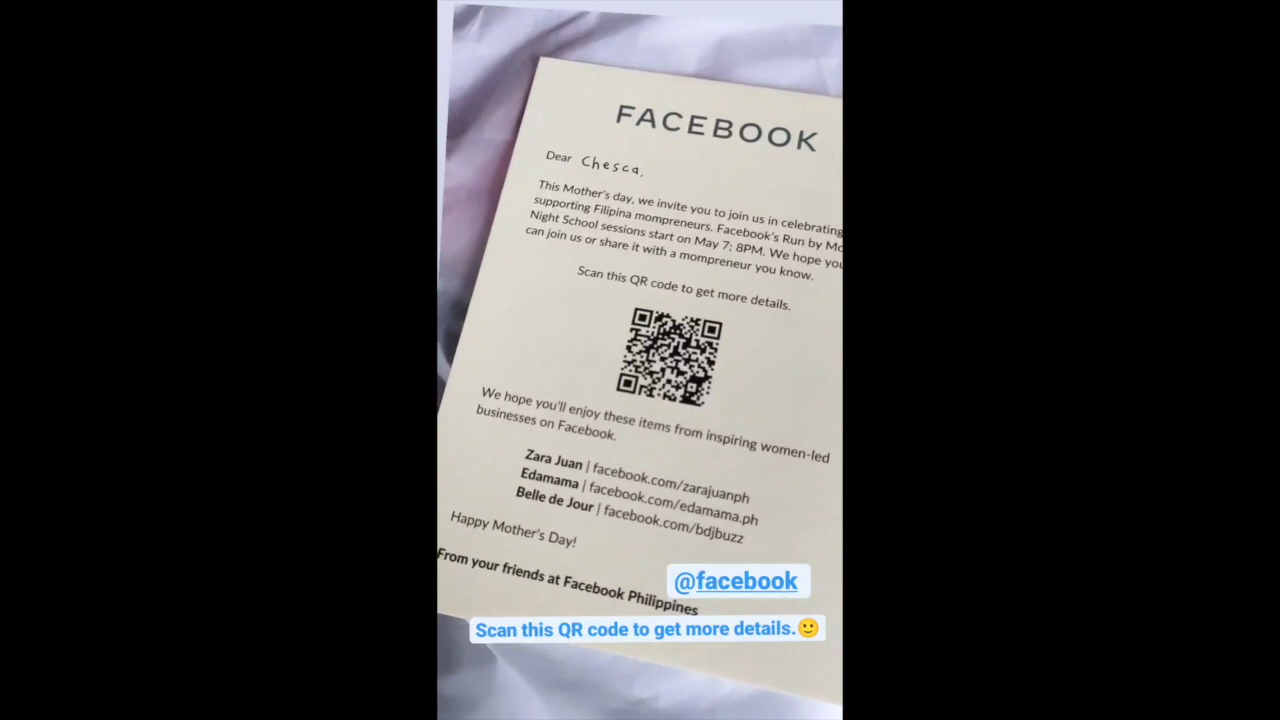 FACEBOOK
Dear Chesca,
This Mother's day, we invite you to join us in celebrating
supporting Filipina mompreneurs. Facebook's Run by
Night School sessions start on May 7; 8PM. We hope you
can join us or share it with a mompreneur you know.
Scan this QR code to get more details.
We hope you'll enjoy these items from inspiring women-led
businesses on Facebook.
Zara Juan | facebook.com/zarajuanph
Edamama | facebook.com/edamama.ph
Belle de Jour | facebook.com/bdjbuzz
Happy Mother's Day!
From your friends at Facebook Philippines
@facebook
Scan this QR code to get more details.🙂